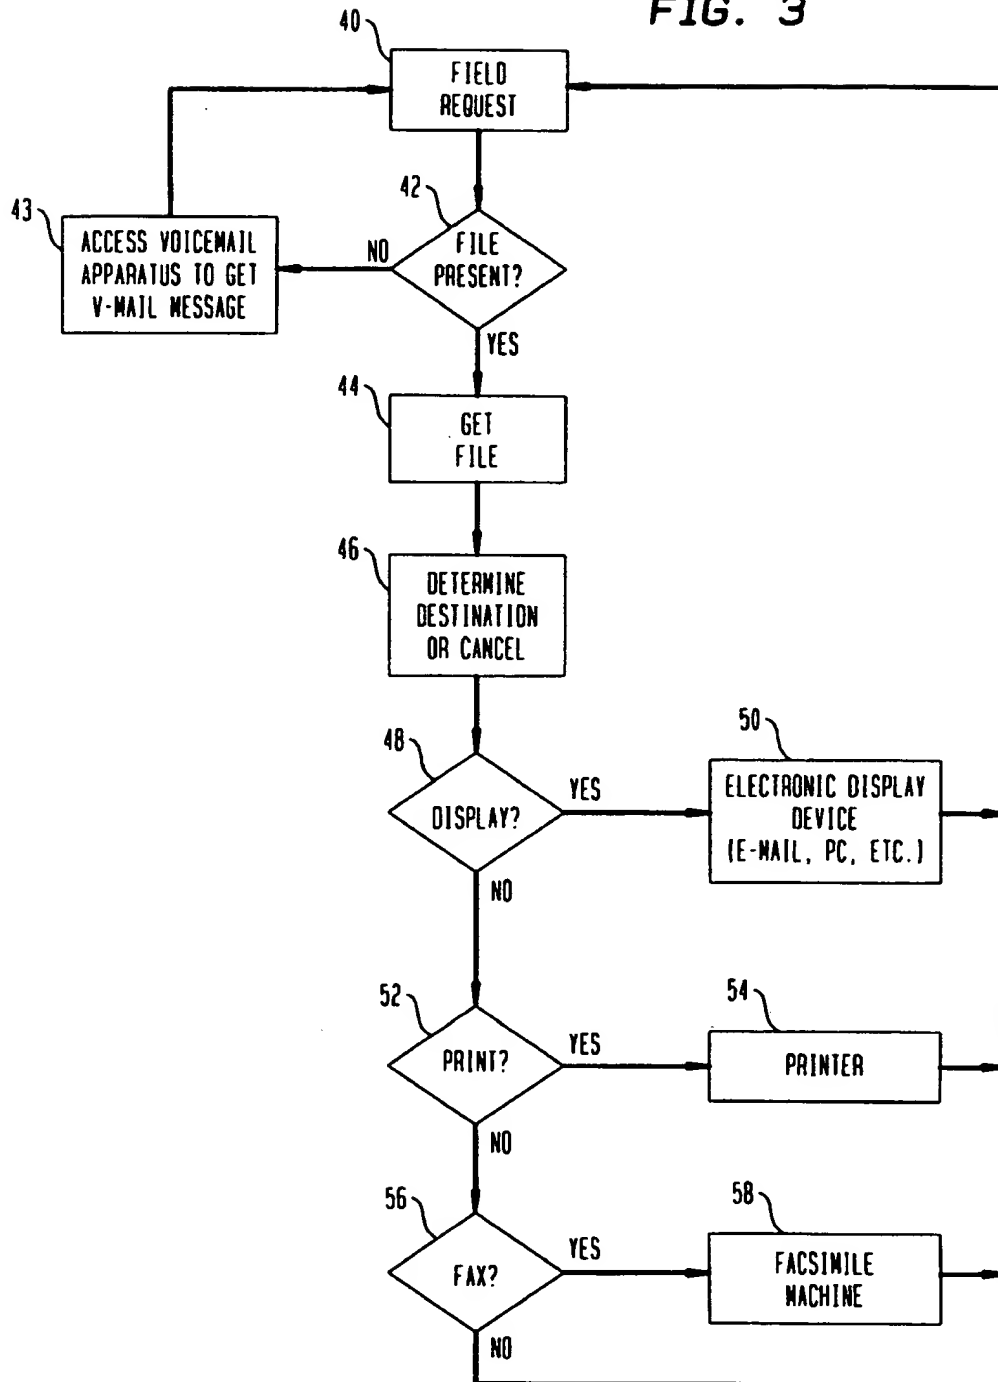 FIG. 3
40
FIELD
REQUEST
42
FILE
PRESENT?
NO
43
ACCESS VOICEMAIL
APPARATUS TO GET
V-MAIL MESSAGE
YES
44
GET
FILE
46
DETERMINE
DESTINATION
OR CANCEL
48
DISPLAY?
YES
50
ELECTRONIC DISPLAY
DEVICE
(E-MAIL, PC, ETC.)
NO
52
PRINT?
YES
54
PRINTER
NO
56
FAX?
YES
58
FACSIMILE
MACHINE
NO